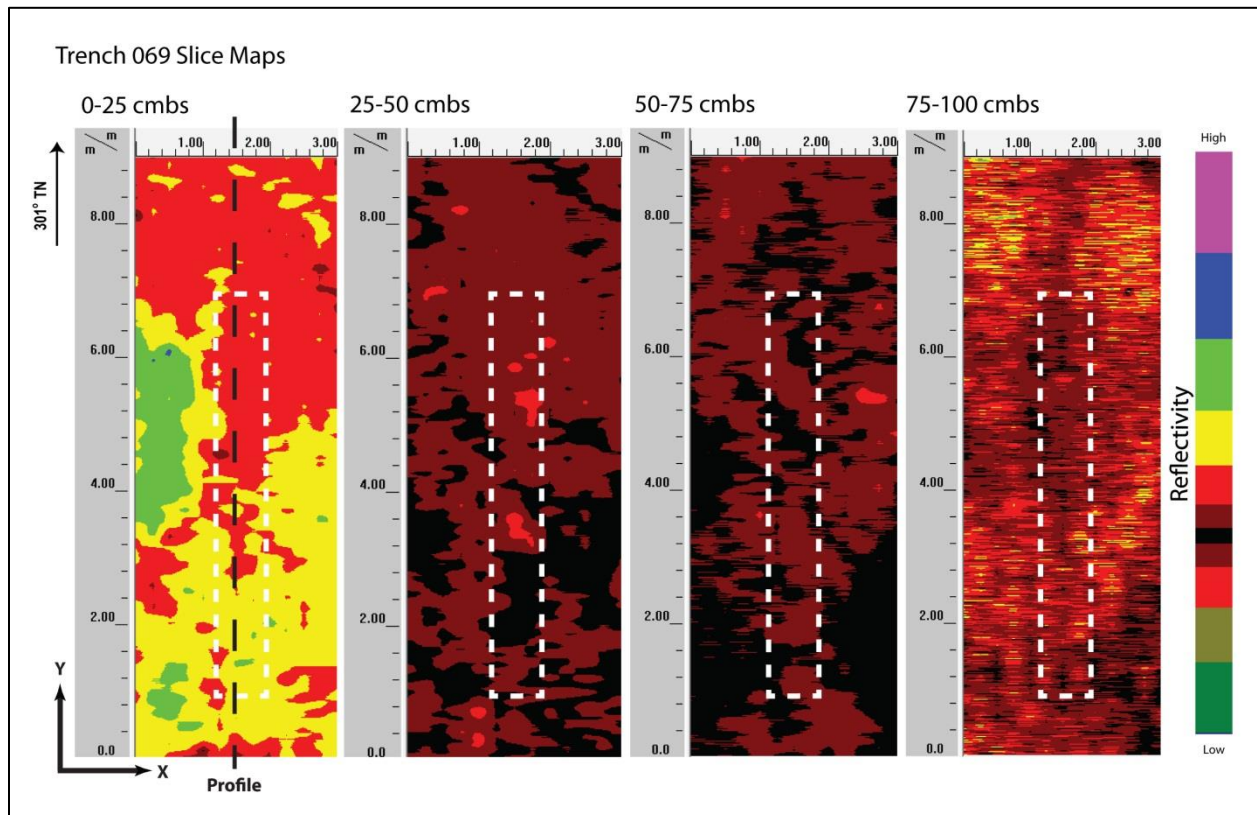 Trench 069 Slice Maps
0-25 cmbs
25-50 cmbs
50-75 cmbs
75-100 cmbs
m
m
1.00 2.00 3.00
m
m
1.00 2.00 3.00
m
m
1.00 2.00 3.00
m
m
1.00 2.00 3.00
High
301° TN
8.00
6.00
4.00
2.00
0.0
8.00
6.00
4.00
2.00
0.0
8.00
6.00
4.00
2.00
0.0
8.00
6.00
4.00
2.00
0.0
Reflectivity
Low
Y
X
Profile